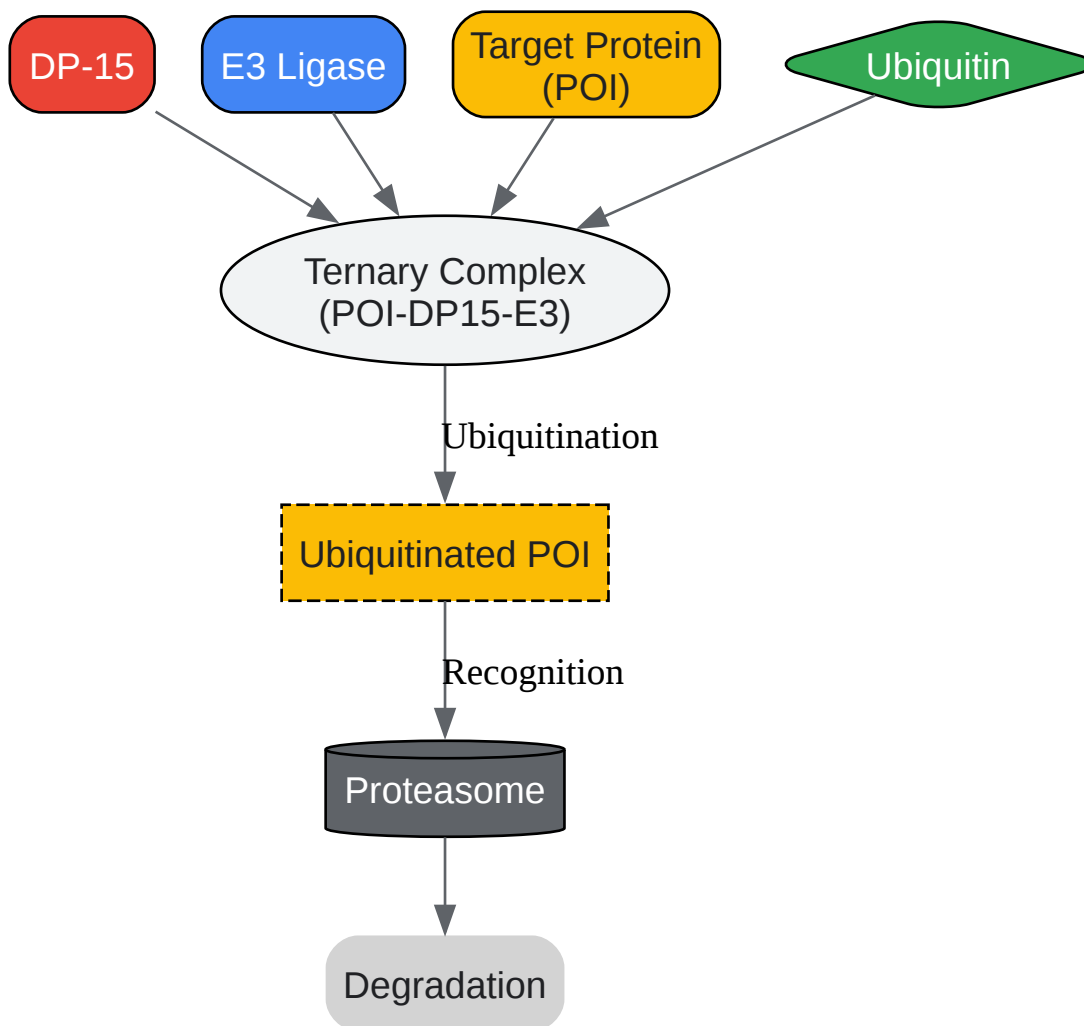 DP-15
E3 Ligase
Target Protein
(POI)
Ubiquitin
Ternary Complex
(POI-DP15-E3)
Ubiquitination
Ubiquitinated POI
Recognition
Proteasome
Degradation